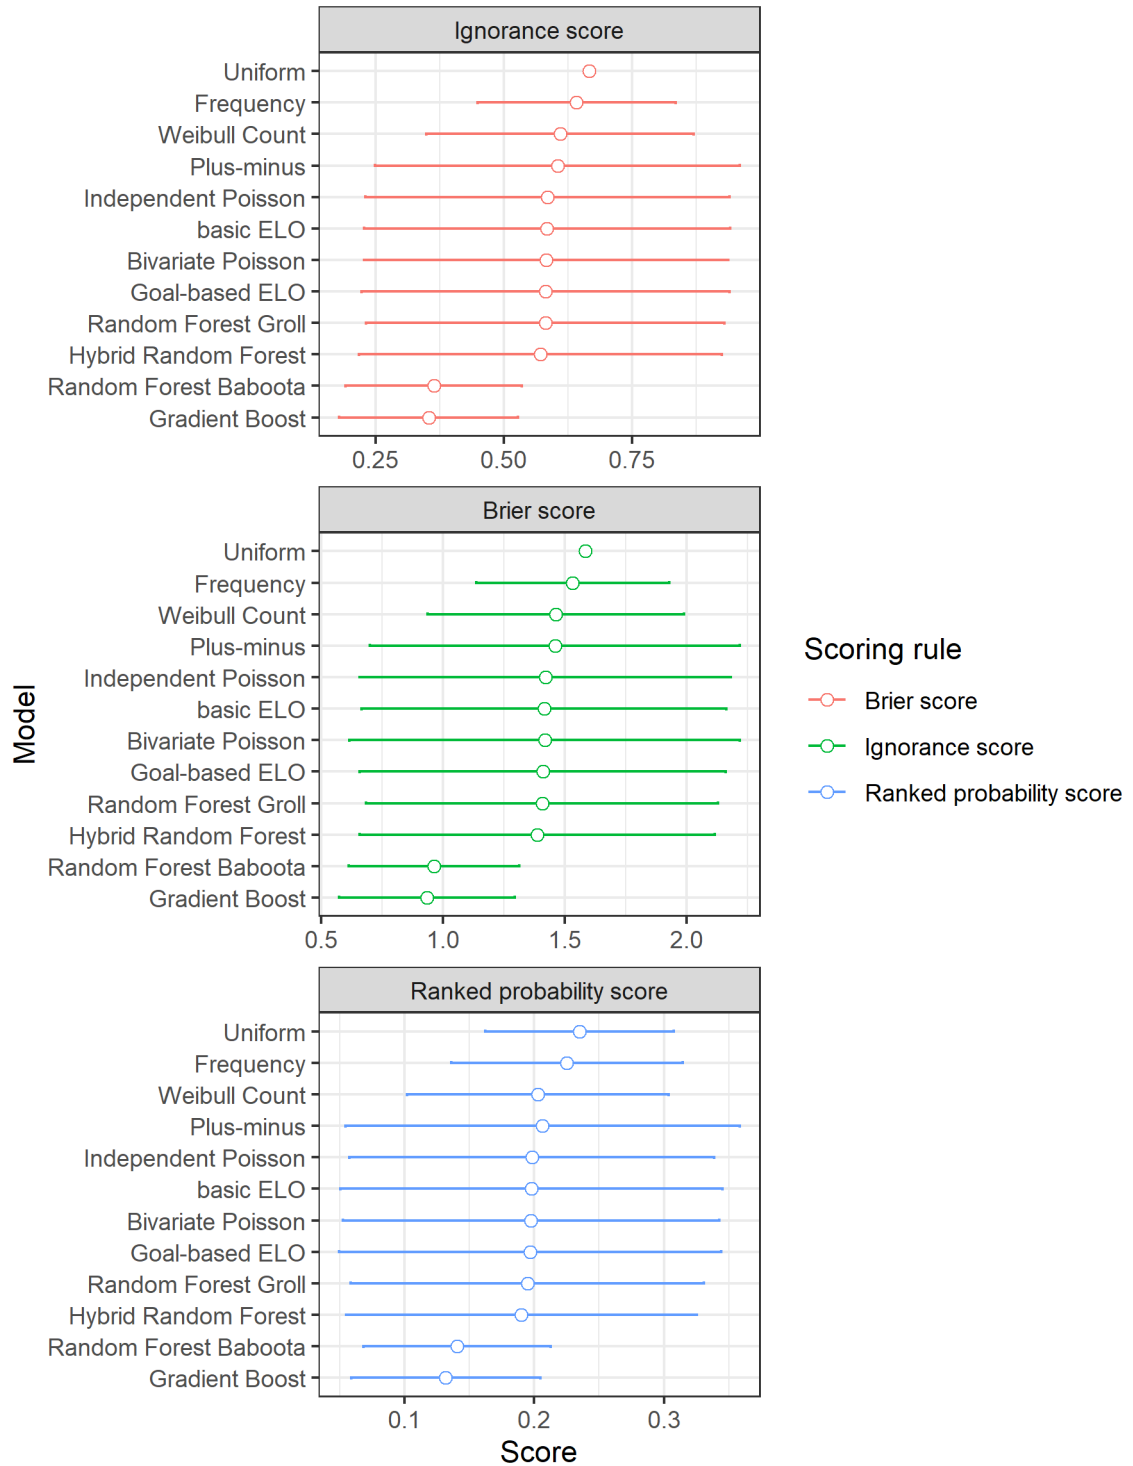 Ignorance score
Uniform
Frequency
Weibull Count
Plus-minus
Independent Poisson
basic ELO
Bivariate Poisson
Goal-based ELO
Random Forest Groll
Hybrid Random Forest
Random Forest Baboota
Gradient Boost
0.25 0.50 0.75
Brier score
Uniform
Frequency
Weibull Count
Plus-minus
Independent Poisson
basic ELO
Bivariate Poisson
Goal-based ELO
Random Forest Groll
Hybrid Random Forest
Random Forest Baboota
Gradient Boost
0.5 1.0 1.5 2.0
Ranked probability score
Uniform
Frequency
Weibull Count
Plus-minus
Independent Poisson
basic ELO
Bivariate Poisson
Goal-based ELO
Random Forest Groll
Hybrid Random Forest
Random Forest Baboota
Gradient Boost
0.1 0.2 0.3
Score
Model
Scoring rule
Brier score
Ignorance score
Ranked probability score